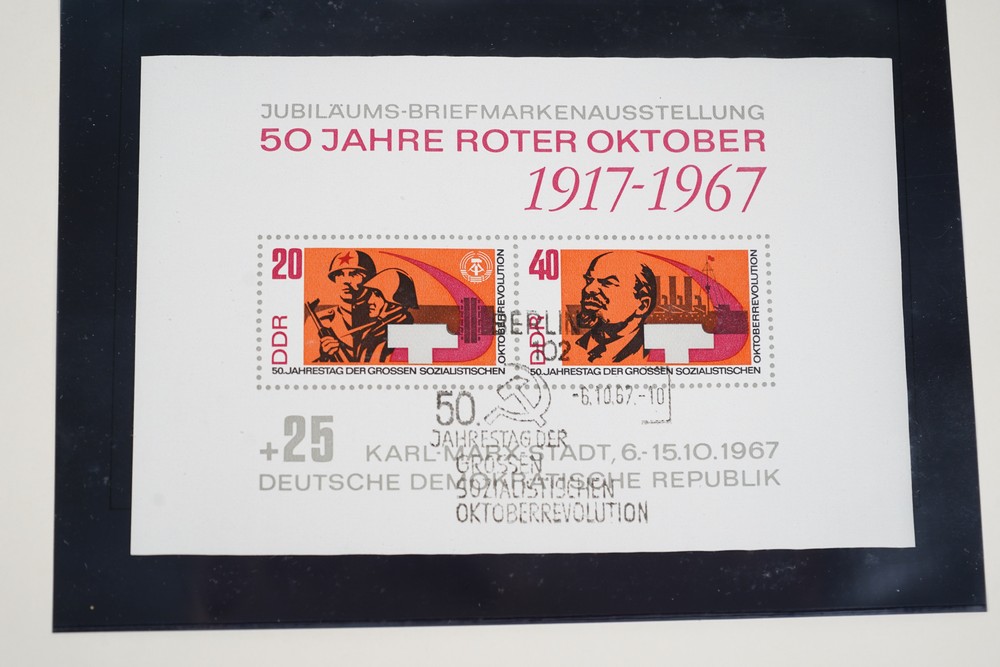 JUBILÄUMS-BRIEFMARKENAUSSTELLUNG
50 JAHRE ROTER OKTOBER
1917-1967
20
DDR
50. JAHRESTAG DER GROSSEN SOZIALISTISCHEN
OKTOBERREVOLUTION
40
DDR
50. JAHRESTAG DER GROSSEN SOZIALISTISCHEN
OKTOBERREVOLUTION
BERLIN
102
-6.10.67.-10
50.
JAHRESTAG DER
GROSSEN
SOZIALISTISCHEN
OKTOBERREVOLUTION
+25
KARL-MARX-STADT, 6.-15.10.1967
DEUTSCHE DEMOKRATISCHE REPUBLIK